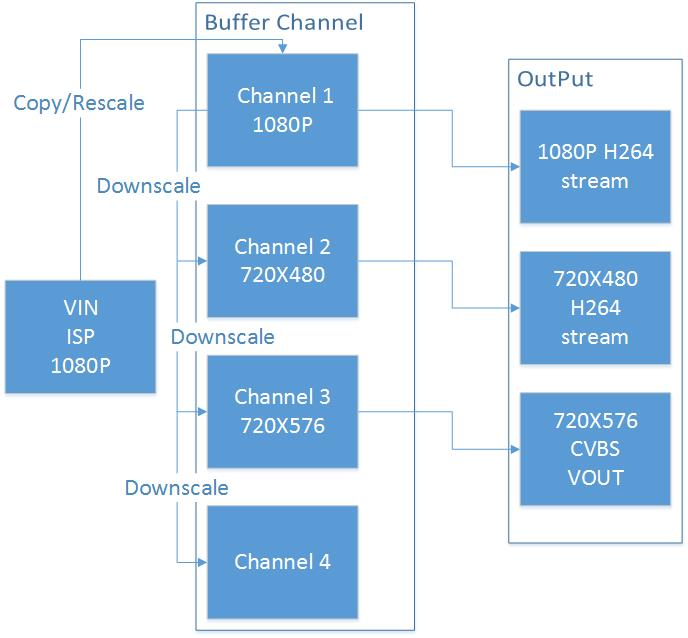 Buffer Channel
Copy/Rescale
Channel 1
1080P
Downscale
Channel 2
720X480
VIN
ISP
1080P
Downscale
Channel 3
720X576
Downscale
Channel 4
OutPut
1080P H264
stream
720X480
H264
stream
720X576
CVBS
VOUT